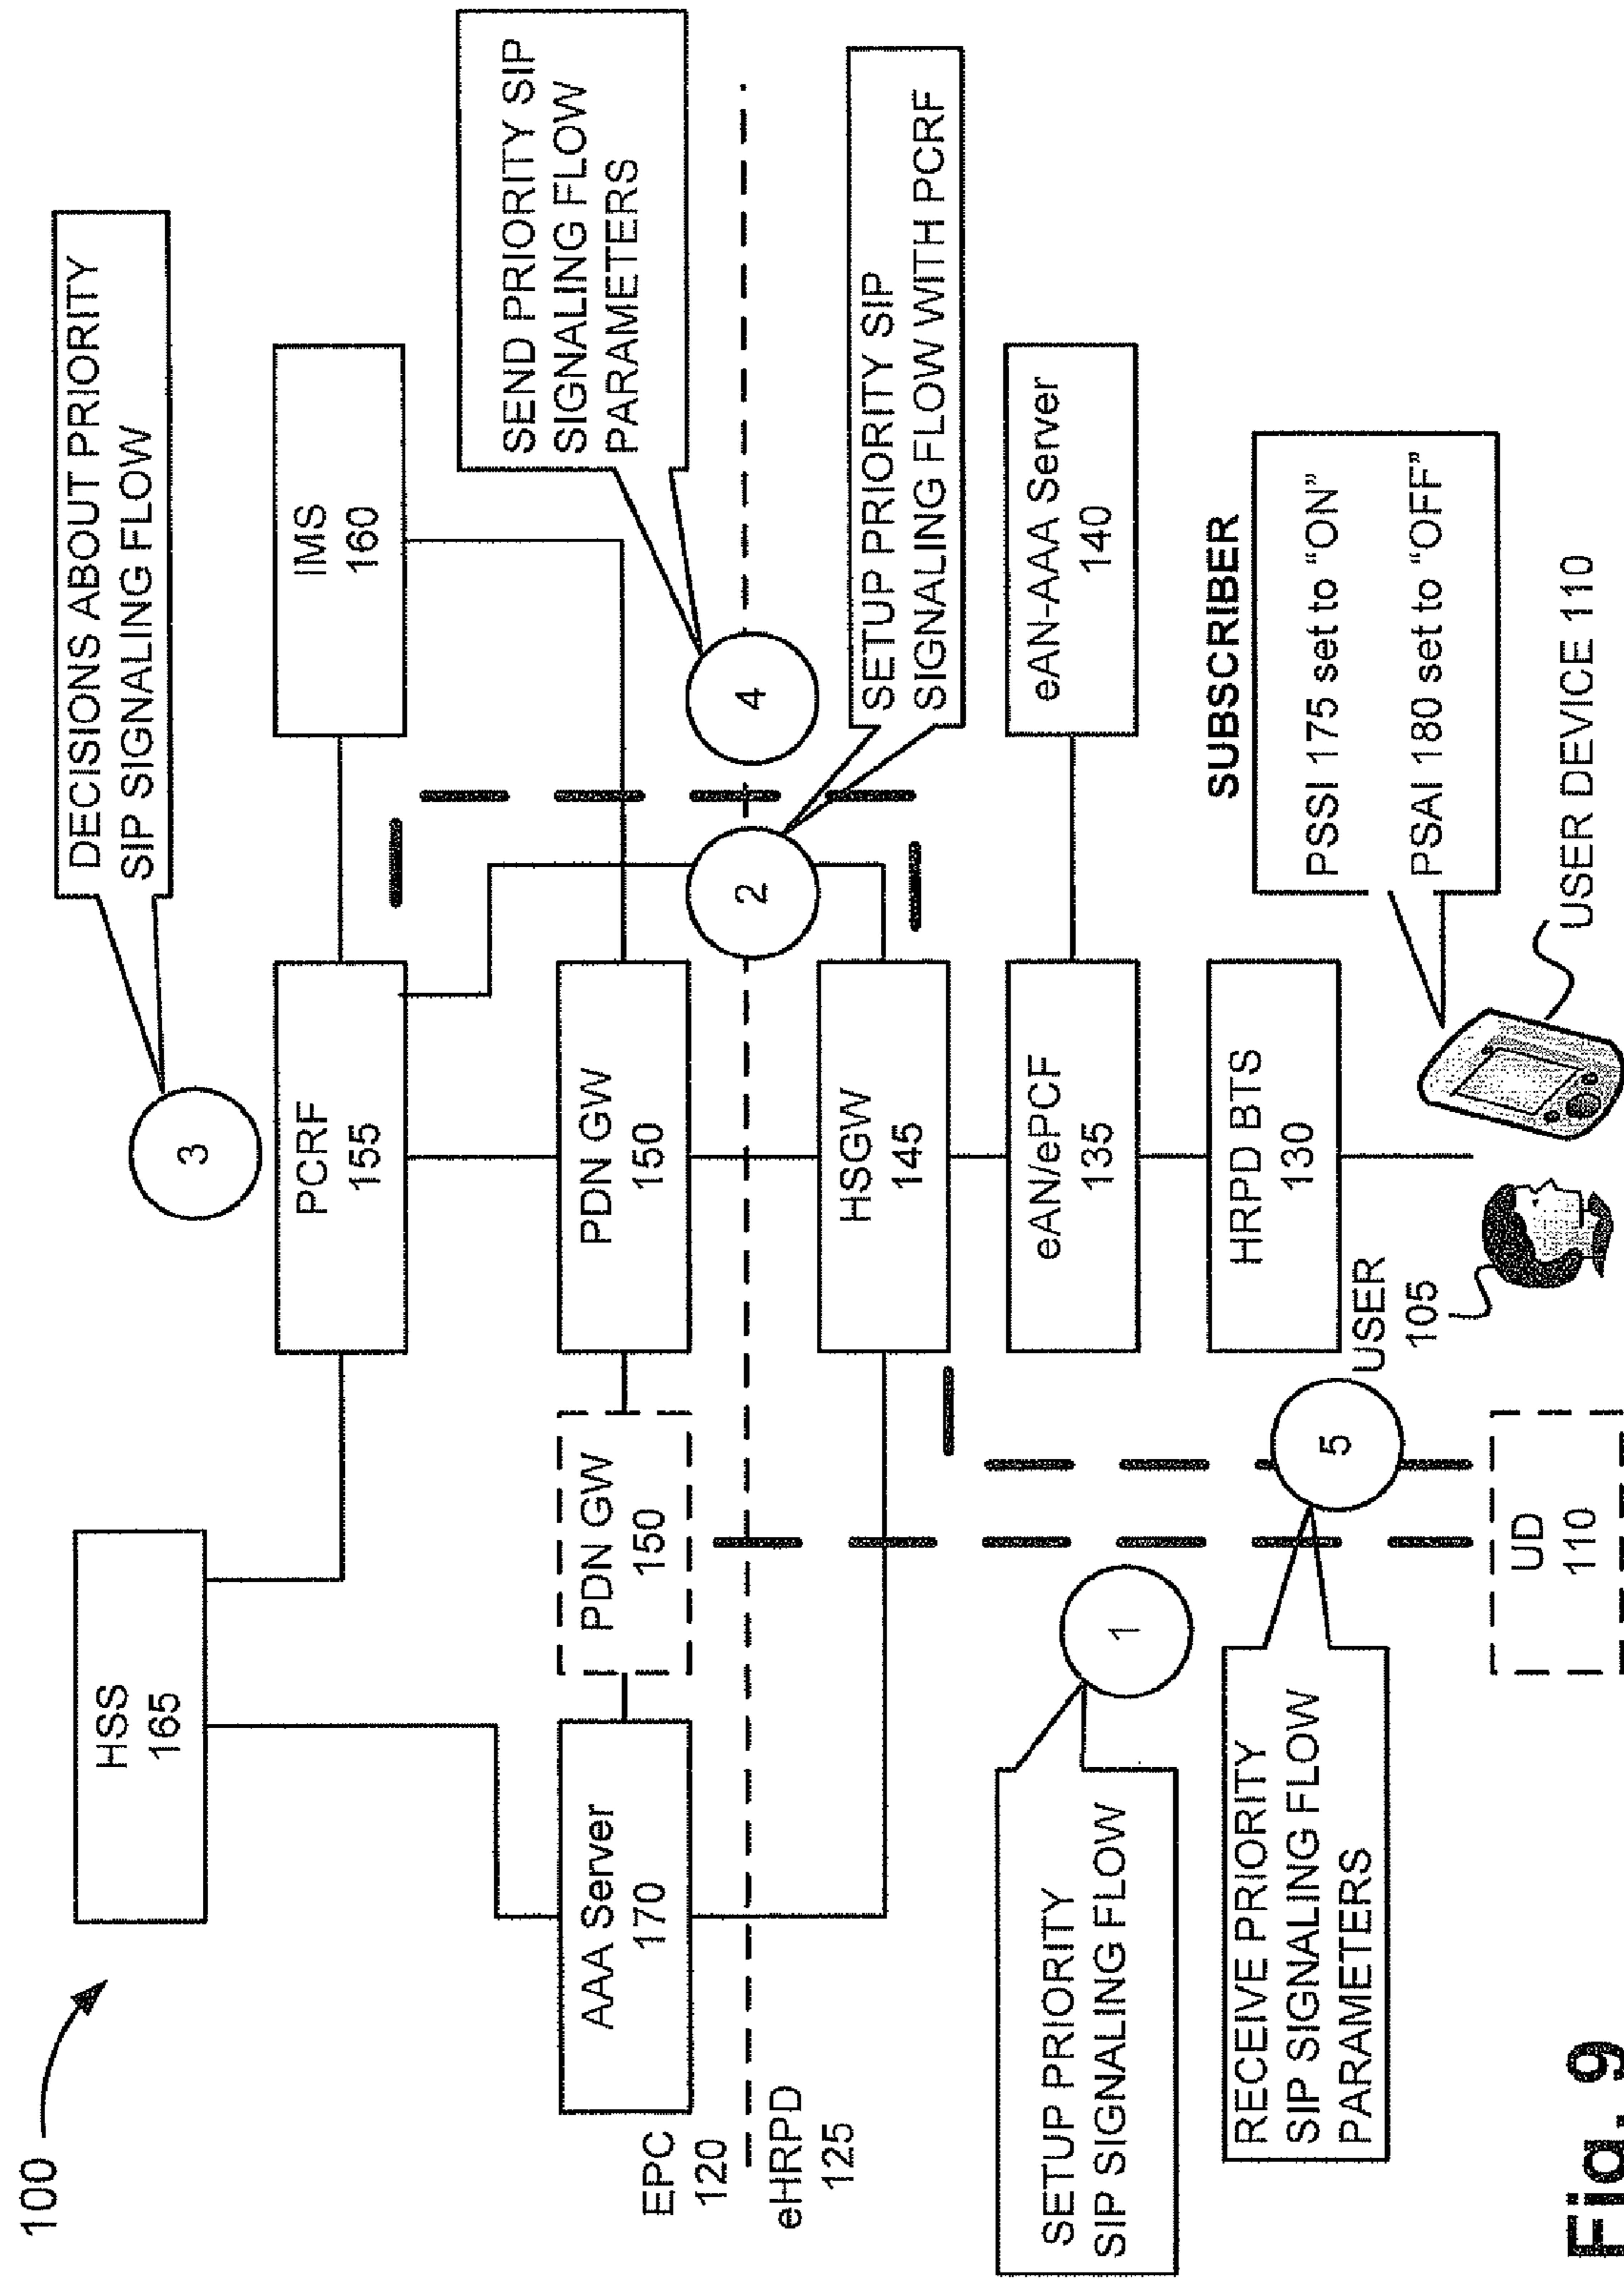 100
DECISIONS ABOUT PRIORITY
SIP SIGNALING FLOW
3
HSS
165
PCRF
155
IMS
160
SEND PRIORITY SIP
SIGNALING FLOW
PARAMETERS
4
AAA Server
170
PDN GW
150
PDN GW
150
EPC
120
eHRPD
125
2
SETUP PRIORITY SIP
SIGNALING FLOW WITH PCRF
HSGW
145
SETUP PRIORITY
SIP SIGNALING FLOW
1
eAN/ePCF
135
eAN-AAA Server
140
RECEIVE PRIORITY
SIP SIGNALING FLOW
PARAMETERS
5
HRPD BTS
130
SUBSCRIBER
PSSI 175 set to “ON”
PSAI 180 set to “OFF”
USER
105
UD
110
USER DEVICE 110
Fig. 9